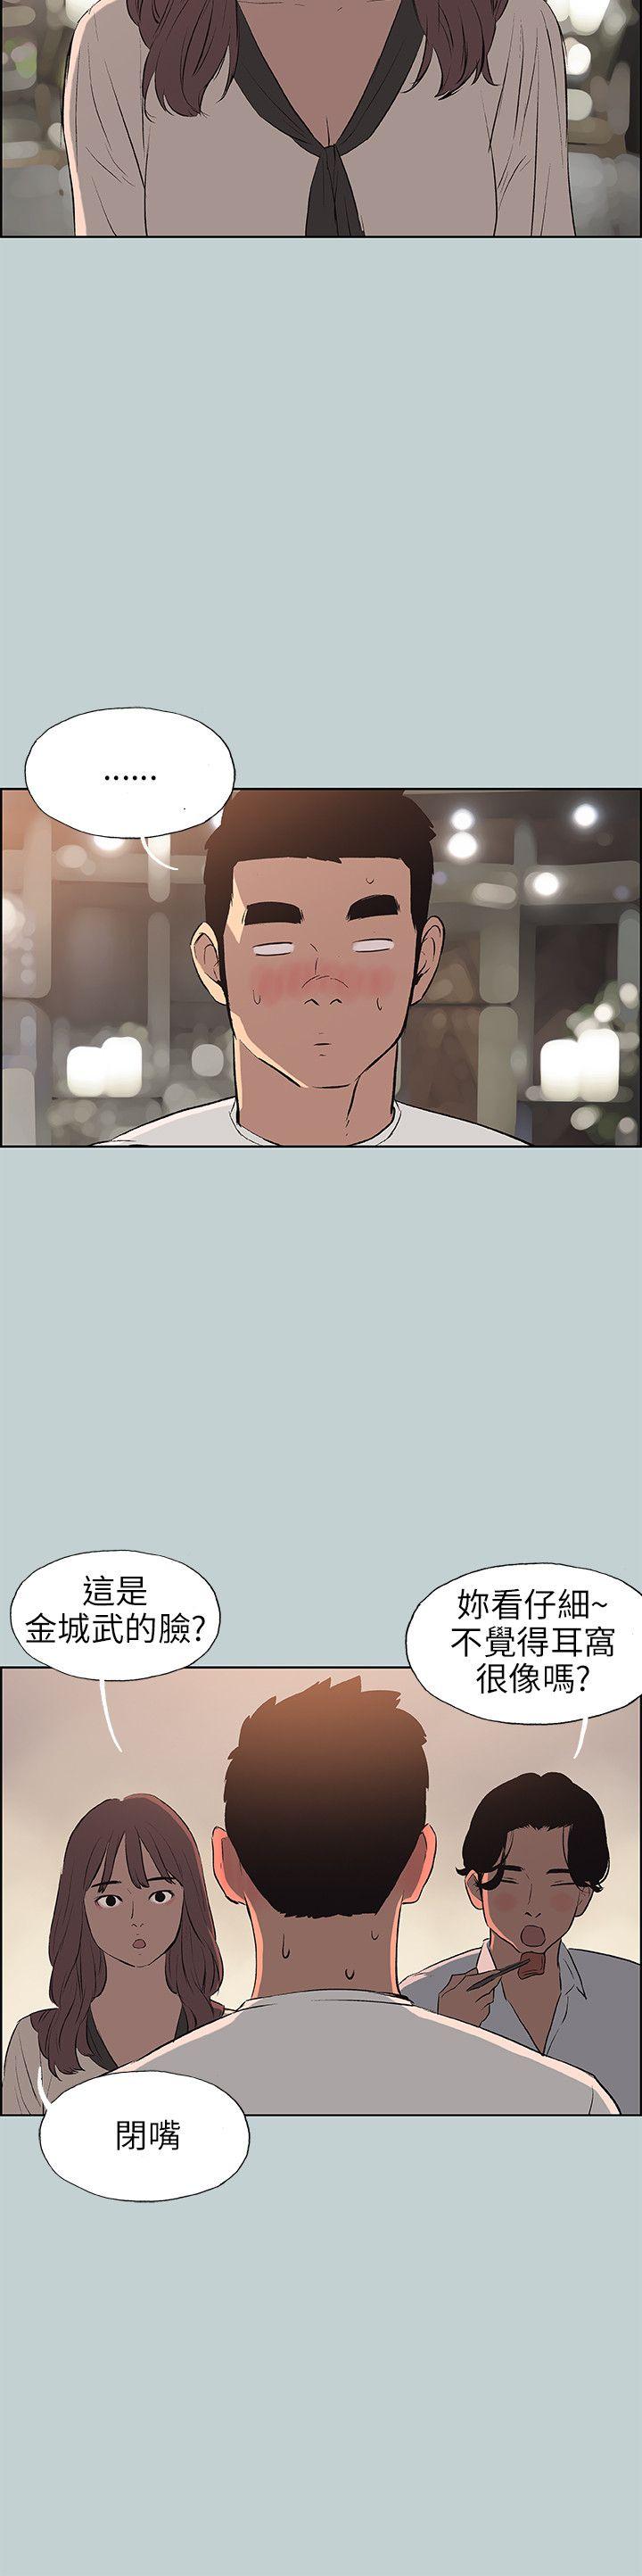 ......
這是
金城武的臉?
妳看仔細~
不覺得耳窩
很像嗎?
閉嘴